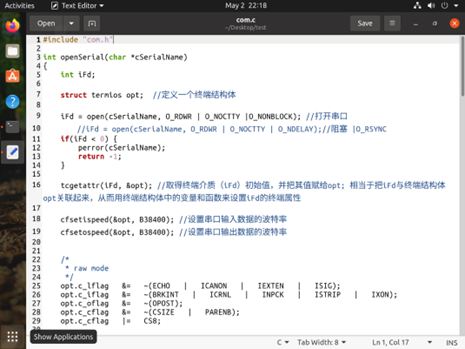 Activities Text Editor May 2 22:18
Open com.c ~/Desktop/test Save
1 #include "com.h"
2
3 int openSerial(char *cSerialName)
4 {
5 int iFd;
6
7 struct termios opt; //定义一个终端结构体
8
9 iFd = open(cSerialName, O_RDWR | O_NOCTTY |O_NONBLOCK); //打开串口
10 //iFd = open(cSerialName, O_RDWR | O_NOCTTY | O_NDELAY);//阻塞 |O_RSYNC
11 if(iFd < 0) {
12 perror(cSerialName);
13 return -1;
14 }
15
16 tcgetattr(iFd, &opt); //取得终端介质（iFd）初始值，并把其值赋给opt; 相当于把iFd与终端结构体
opt关联起来，从而用终端结构体中的变量和函数来设置iFd的终端属性
17
18 cfsetispeed(&opt, B38400); //设置串口输入数据的波特率
19 cfsetospeed(&opt, B38400); //设置串口输出数据的波特率
20
21
22 /*
23 * raw mode
24 */
25 opt.c_lflag &= ~(ECHO | ICANON | IEXTEN | ISIG);
26 opt.c_iflag &= ~(BRKINT | ICRNL | INPCK | ISTRIP | IXON);
27 opt.c_oflag &= ~(OPOST);
28 opt.c_cflag &= ~(CSIZE | PARENB);
29 opt.c_cflag |= CS8;
Show Applications
C Tab Width: 8 Ln 1, Col 17 INS